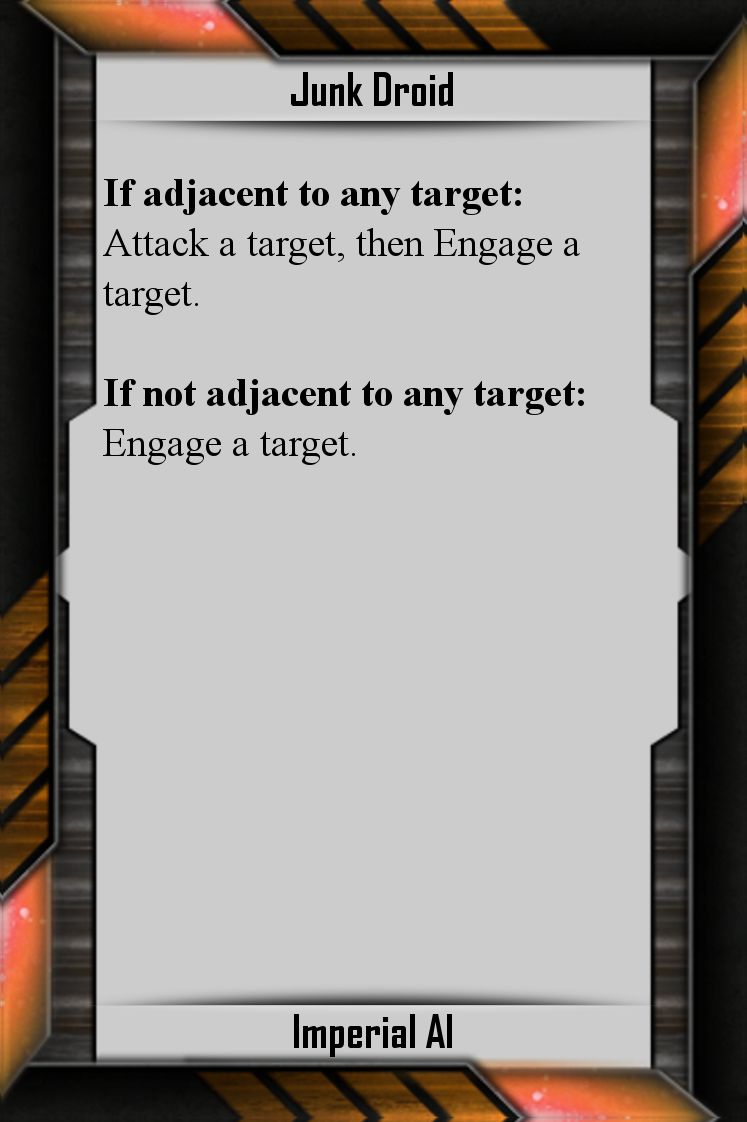 Junk Droid
If adjacent to any target:
Attack a target, then Engage a
target.
If not adjacent to any target:
Engage a target.
Imperial AI